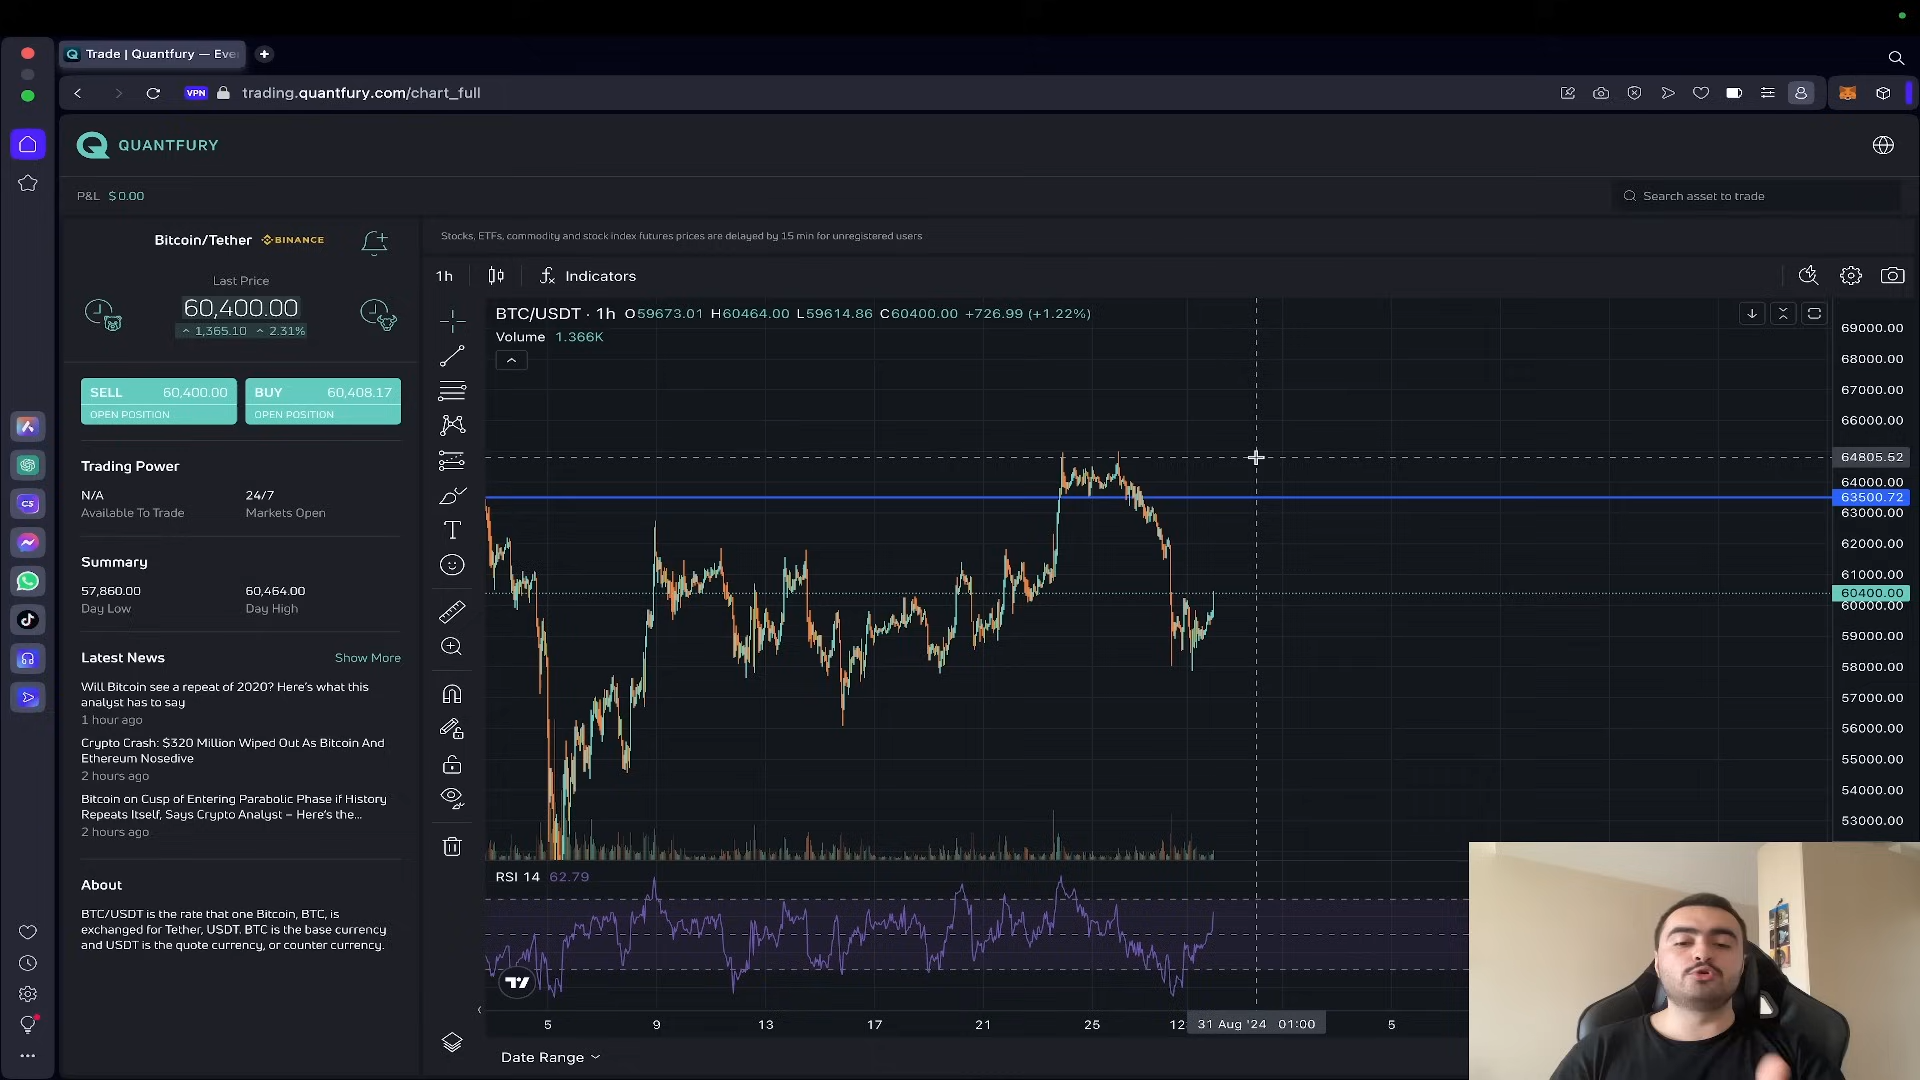 Trade | Quantfury — Eve
VPN
trading.quantfury.com/chart_full
QUANTFURY
P&L $0.00
Search asset to trade
Bitcoin/Tether BINANCE
Last Price
60,400.00
1,365.10 2.31%
SELL 60,400.00
OPEN POSITION
BUY 60,408.17
OPEN POSITION
Trading Power
N/A
Available To Trade
24/7
Markets Open
Summary
57,860.00
Day Low
60,464.00
Day High
Latest News
Show More
Will Bitcoin see a repeat of 2020? Here's what this
analyst has to say
1 hour ago
Crypto Crash: $320 Million Wiped Out As Bitcoin And
Ethereum Nosedive
2 hours ago
Bitcoin on Cusp of Entering Parabolic Phase if History
Repeats Itself, Says Crypto Analyst – Here's the...
2 hours ago
About
BTC/USDT is the rate that one Bitcoin, BTC, is
exchanged for Tether, USDT. BTC is the base currency
and USDT is the quote currency, or counter currency.
Stocks, ETFs, commodity and stock index futures prices are delayed by 15 min for unregistered users
1h
Indicators
BTC/USDT · 1h O59673.01 H60464.00 L59614.86 C60400.00 +726.99 (+1.22%)
Volume 1.366K
69000.00
68000.00
67000.00
66000.00
64805.52
64000.00
63500.72
63000.00
62000.00
61000.00
60400.00
60000.00
59000.00
58000.00
57000.00
56000.00
55000.00
54000.00
53000.00
RSI 14 62.79
5
9
13
17
21
25
12
31 Aug '24 01:00
5
Date Range